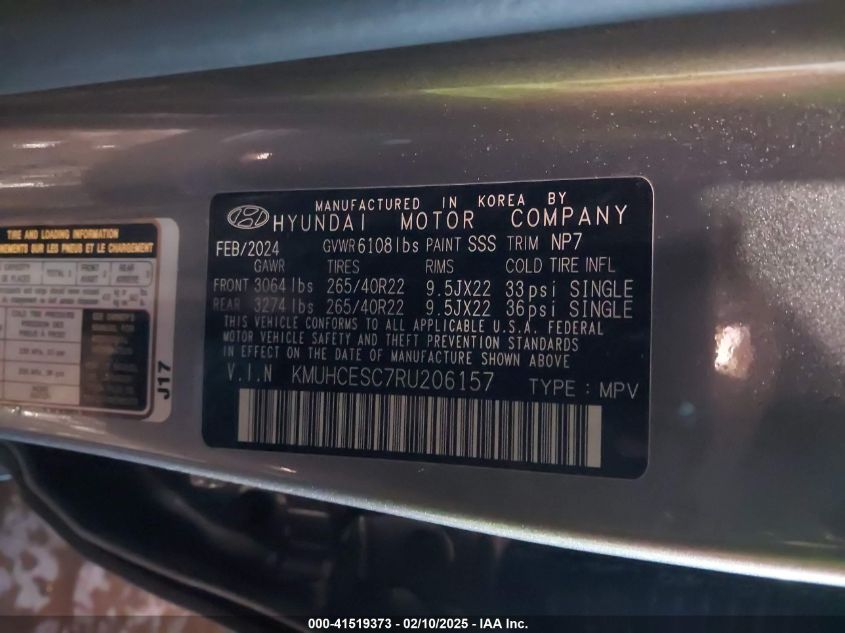 TIRE AND LOADING INFORMATION
J17
MANUFACTURED IN KOREA BY
HYUNDAI MOTOR COMPANY
FEB/2024 GVWR 6108 lbs PAINT SSS TRIM NP7
GAWR TIRES RIMS COLD TIRE INFL
FRONT 3064 lbs 265/40R22 9.5JX22 33 psi SINGLE
REAR 3274 lbs 265/40R22 9.5JX22 36 psi SINGLE
THIS VEHICLE CONFORMS TO ALL APPLICABLE U.S.A. FEDERAL
MOTOR VEHICLE SAFETY AND THEFT PREVENTION STANDARDS
IN EFFECT ON THE DATE OF MANUFACTURE SHOWN ABOVE
V.I.N KMUHCESC7RU206157 TYPE : MPV
000-41519373 - 02/10/2025 - IAA Inc.